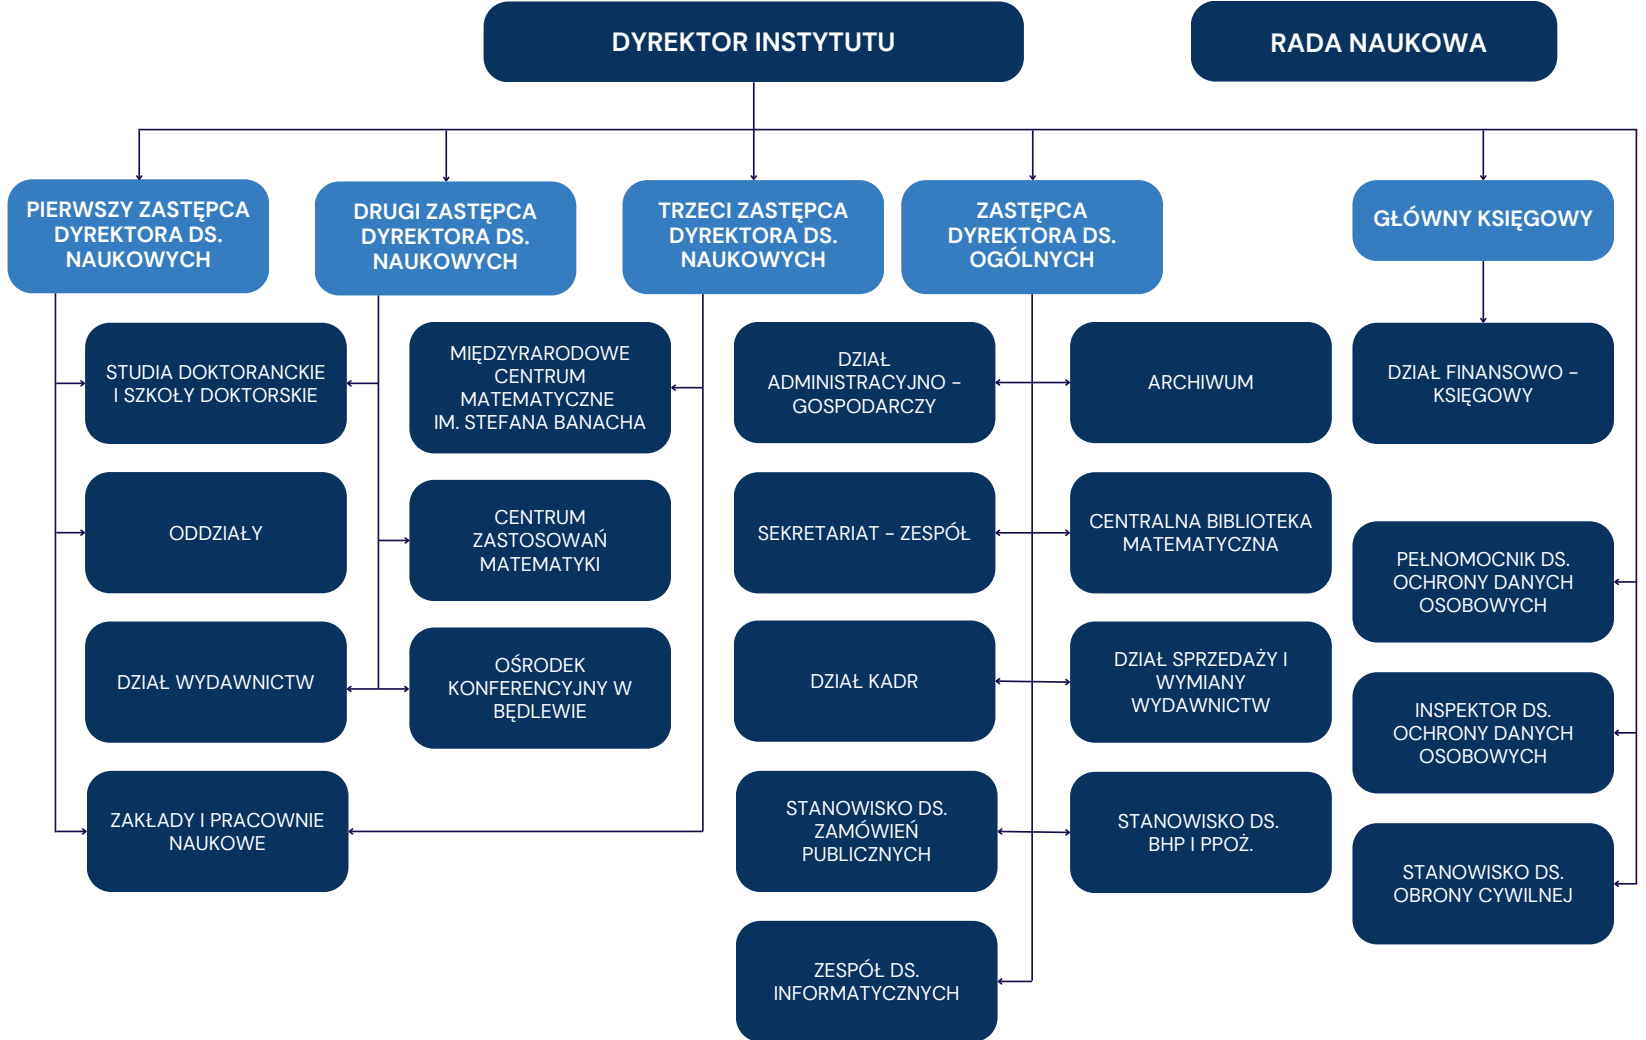 DYREKTOR INSTYTUTU
RADA NAUKOWA
PIERWSZY ZASTĘPCA
DYREKTORA DS.
NAUKOWYCH
DRUGI ZASTĘPCA
DYREKTORA DS.
NAUKOWYCH
TRZECI ZASTĘPCA
DYREKTORA DS.
NAUKOWYCH
ZASTĘPCA
DYREKTORA DS.
OGÓLNYCH
GŁÓWNY KSIĘGOWY
STUDIA DOKTORANCKIE
I SZKOŁY DOKTORSKIE
MIĘDZYRARODOWE
CENTRUM
MATEMATYCZNE
IM. STEFANA BANACHA
DZIAŁ
ADMINISTRACYJNO -
GOSPODARCZY
ARCHIWUM
DZIAŁ FINANSOWO -
KSIĘGOWY
ODDZIAŁY
CENTRUM
ZASTOSOWAŃ
MATEMATYKI
SEKRETARIAT - ZESPÓŁ
CENTRALNA BIBLIOTEKA
MATEMATYCZNA
PEŁNOMOCNIK DS.
OCHRONY DANYCH
OSOBOWYCH
DZIAŁ WYDAWNICTW
OŚRODEK
KONFERENCYJNY W
BĘDLEWIE
DZIAŁ KADR
DZIAŁ SPRZEDAŻY I
WYMIANY
WYDAWNICTW
INSPEKTOR DS.
OCHRONY DANYCH
OSOBOWYCH
ZAKŁADY I PRACOWNIE
NAUKOWE
STANOWISKO DS.
ZAMÓWIEŃ
PUBLICZNYCH
STANOWISKO DS.
BHP I PPOŻ.
STANOWISKO DS.
OBRONY CYWILNEJ
ZESPÓŁ DS.
INFORMATYCZNYCH